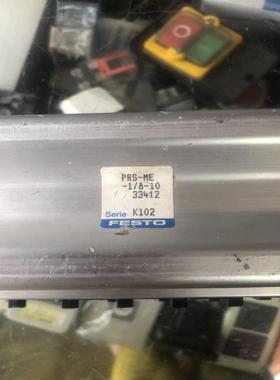 PRS-ME
-1/8-10
33412
Serie K102
FESTO